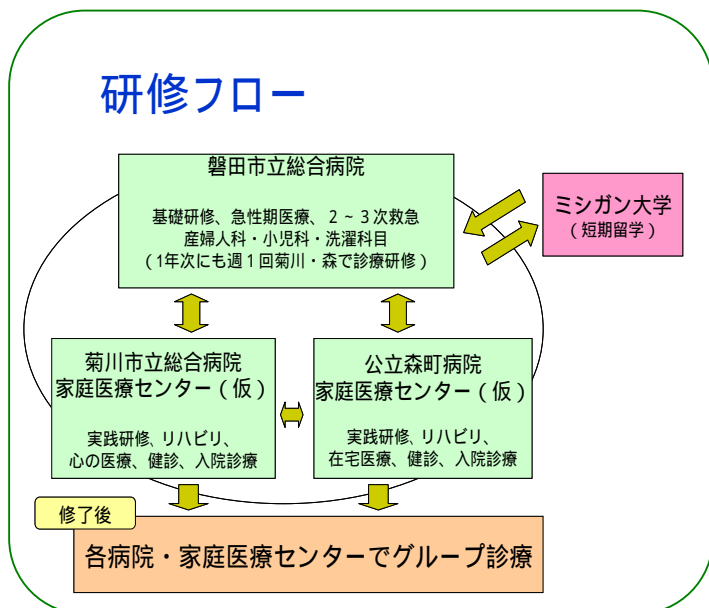 研修フロー
磐田市立総合病院
基礎研修、急性期医療、２～３次救急
産婦人科・小児科・洗濯科目
（1年次にも週１回菊川・森で診療研修）
ミシガン大学
（短期留学）
菊川市立総合病院
家庭医療センター（仮）
実践研修、リハビリ、
心の医療、健診、入院診療
公立森町病院
家庭医療センター（仮）
実践研修、リハビリ、
在宅医療、健診、入院診療
修了後
各病院・家庭医療センターでグループ診療